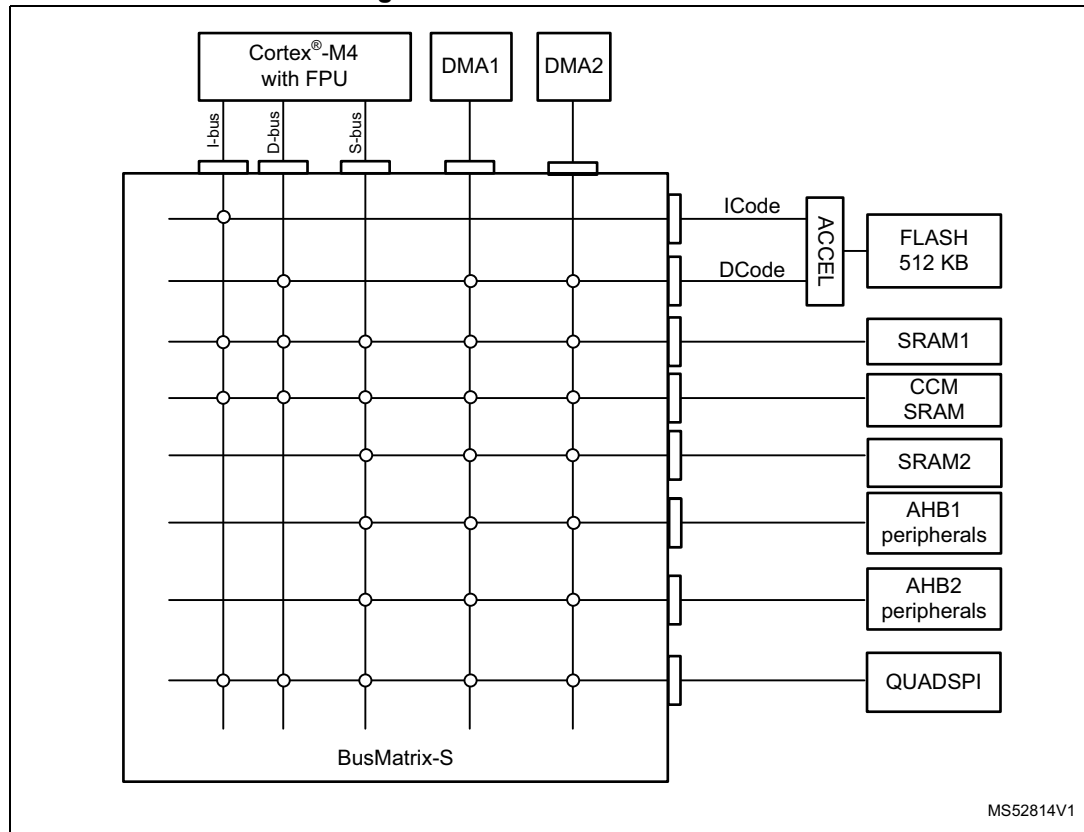 Cortex®-M4
with FPU
DMA1
DMA2
I-bus
D-bus
S-bus
ICode
DCode
ACCEL
FLASH
512 KB
SRAM1
CCM
SRAM
SRAM2
AHB1
peripherals
AHB2
peripherals
QUADSPI
BusMatrix-S
MS52814V1